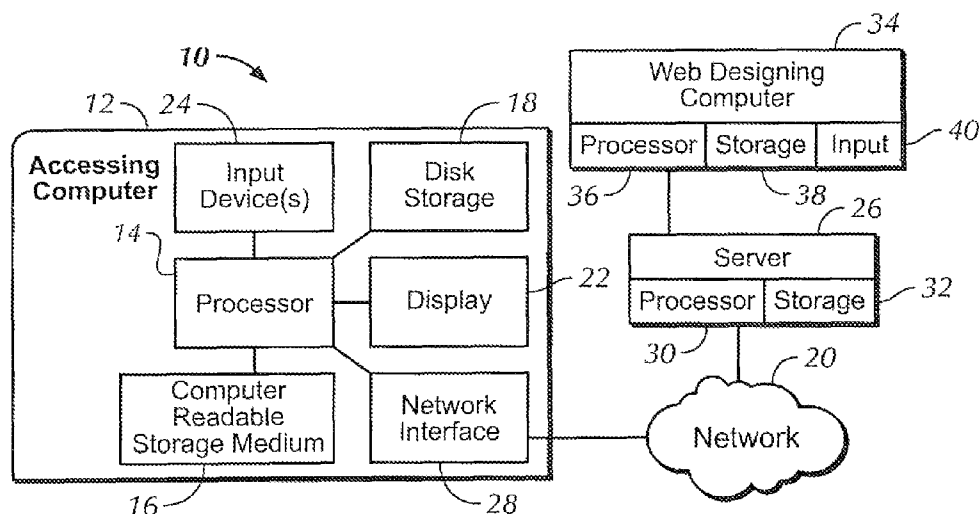 10
34
Web Designing
Computer
Processor
Storage
Input
40
36
38
12
24
18
Accessing
Computer
Input
Device(s)
Disk
Storage
14
Processor
Display
22
Computer
Readable
Storage Medium
Network
Interface
16
28
26
Server
Processor
Storage
32
30
20
Network